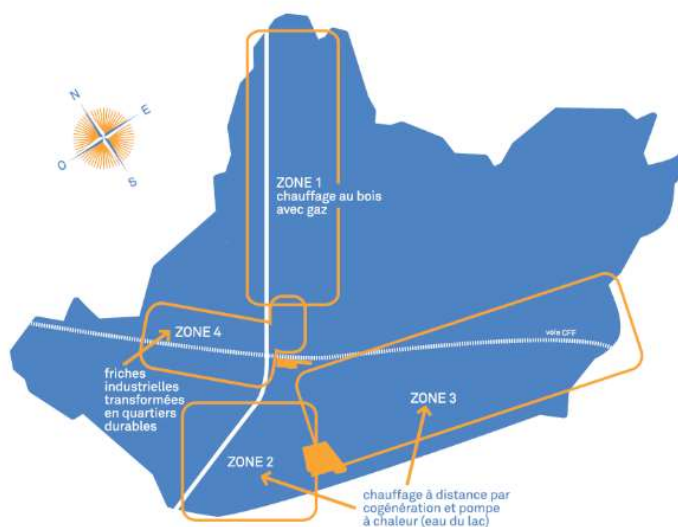 N
E
O
S
ZONE 1
chauffage au bois
avec gaz
ZONE 4
voie CFF
friches
industrielles
transformées
en quartiers
durables
ZONE 3
ZONE 2
chauffage à distance par
cogénération et pompe
à chaleur (eau du lac)